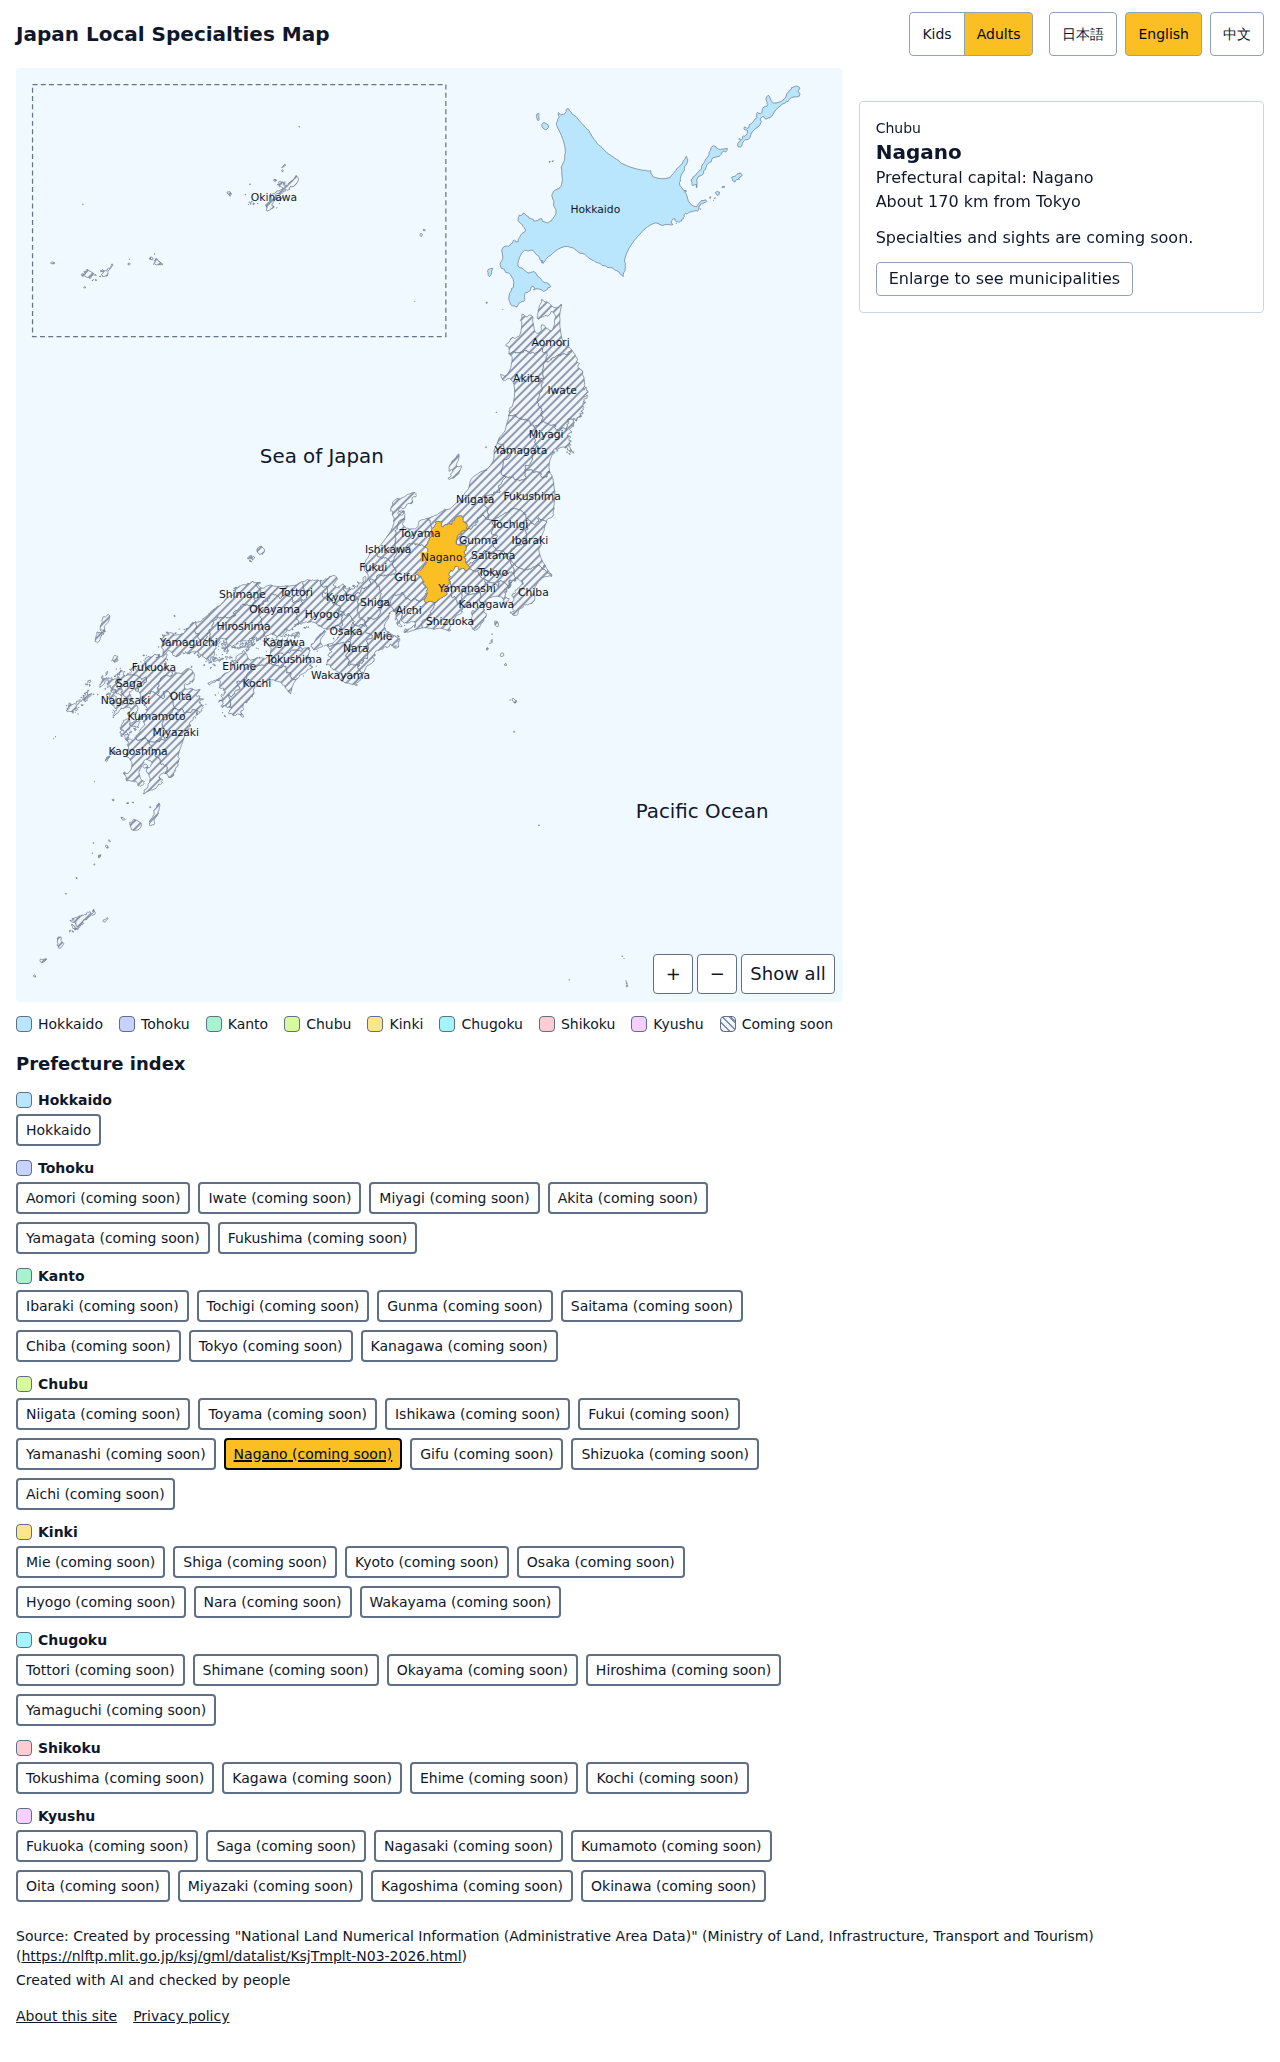 Japan Local Specialties Map
Kids
Adults
日本語
English
中文
Okinawa
Hokkaido
Aomori
Akita
Iwate
Miyagi
Yamagata
Sea of Japan
Niigata
Fukushima
Tochigi
Toyama
Gunma
Ibaraki
Ishikawa
Nagano
Saitama
Fukui
Gifu
Tokyo
Yamanashi
Chiba
Shimane
Tottori
Kyoto
Shiga
Kanagawa
Okayama
Hyogo
Aichi
Shizuoka
Hiroshima
Osaka
Mie
Yamaguchi
Kagawa
Nara
Fukuoka
Ehime
Tokushima
Wakayama
Saga
Kochi
Nagasaki
Oita
Kumamoto
Miyazaki
Kagoshima
Pacific Ocean
+
−
Show all
Chubu
Nagano
Prefectural capital: Nagano
About 170 km from Tokyo
Specialties and sights are coming soon.
Enlarge to see municipalities
Hokkaido
Tohoku
Kanto
Chubu
Kinki
Chugoku
Shikoku
Kyushu
Coming soon
Prefecture index
Hokkaido
Hokkaido
Tohoku
Aomori (coming soon)
Iwate (coming soon)
Miyagi (coming soon)
Akita (coming soon)
Yamagata (coming soon)
Fukushima (coming soon)
Kanto
Ibaraki (coming soon)
Tochigi (coming soon)
Gunma (coming soon)
Saitama (coming soon)
Chiba (coming soon)
Tokyo (coming soon)
Kanagawa (coming soon)
Chubu
Niigata (coming soon)
Toyama (coming soon)
Ishikawa (coming soon)
Fukui (coming soon)
Yamanashi (coming soon)
Nagano (coming soon)
Gifu (coming soon)
Shizuoka (coming soon)
Aichi (coming soon)
Kinki
Mie (coming soon)
Shiga (coming soon)
Kyoto (coming soon)
Osaka (coming soon)
Hyogo (coming soon)
Nara (coming soon)
Wakayama (coming soon)
Chugoku
Tottori (coming soon)
Shimane (coming soon)
Okayama (coming soon)
Hiroshima (coming soon)
Yamaguchi (coming soon)
Shikoku
Tokushima (coming soon)
Kagawa (coming soon)
Ehime (coming soon)
Kochi (coming soon)
Kyushu
Fukuoka (coming soon)
Saga (coming soon)
Nagasaki (coming soon)
Kumamoto (coming soon)
Oita (coming soon)
Miyazaki (coming soon)
Kagoshima (coming soon)
Okinawa (coming soon)
Source: Created by processing "National Land Numerical Information (Administrative Area Data)" (Ministry of Land, Infrastructure, Transport and Tourism)
(https://nlftp.mlit.go.jp/ksj/gml/datalist/KsjTmplt-N03-2026.html)
Created with AI and checked by people
About this site
Privacy policy